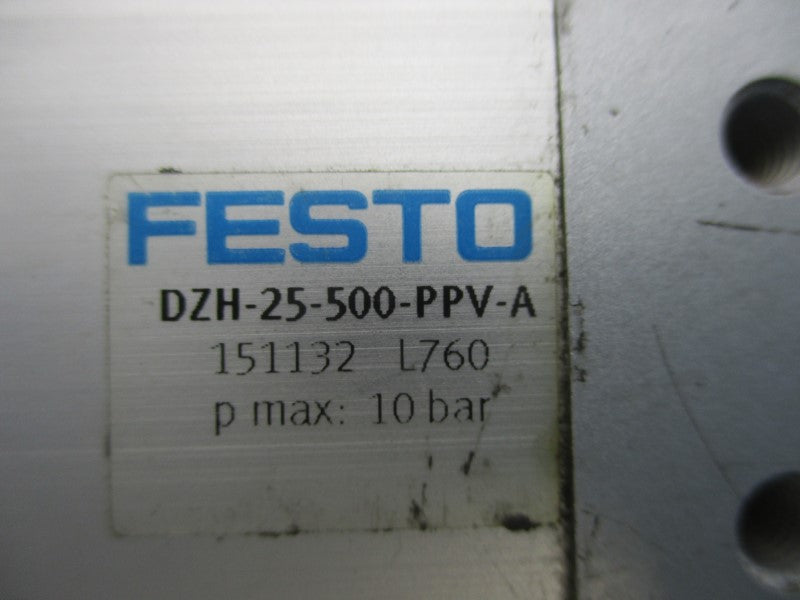 FESTO
DZH-25-500-PPV-A
151132 L760
p max: 10 bar